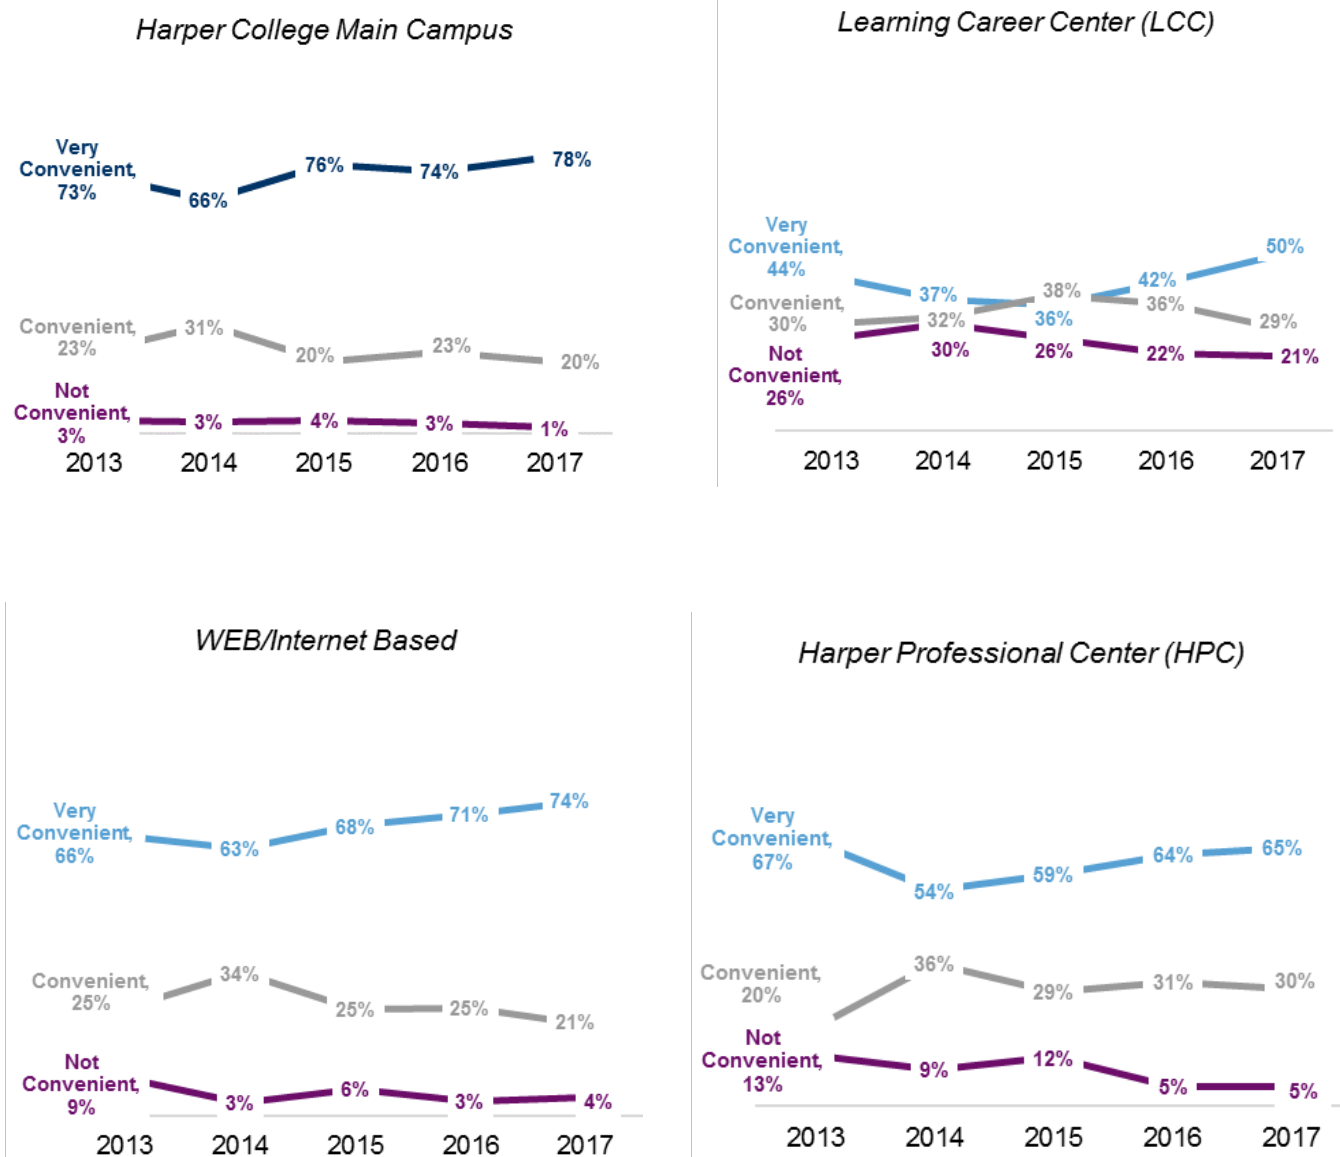 Harper College Main Campus
Very
Convenient,
73%
66%
76%
74%
78%
Convenient,
23%
31%
20%
23%
20%
Not
Convenient,
3%
3%
4%
3%
1%
2013 2014 2015 2016 2017
Learning Career Center (LCC)
Very
Convenient,
44%
37%
36%
42%
50%
Convenient,
30%
32%
38%
36%
29%
Not
Convenient,
26%
30%
26%
22%
21%
2013 2014 2015 2016 2017
WEB/Internet Based
Very
Convenient,
66%
63%
68%
71%
74%
Convenient,
25%
34%
25%
25%
21%
Not
Convenient,
9%
3%
6%
3%
4%
2013 2014 2015 2016 2017
Harper Professional Center (HPC)
Very
Convenient,
67%
54%
59%
64%
65%
Convenient,
20%
36%
29%
31%
30%
Not
Convenient,
13%
9%
12%
5%
5%
2013 2014 2015 2016 2017